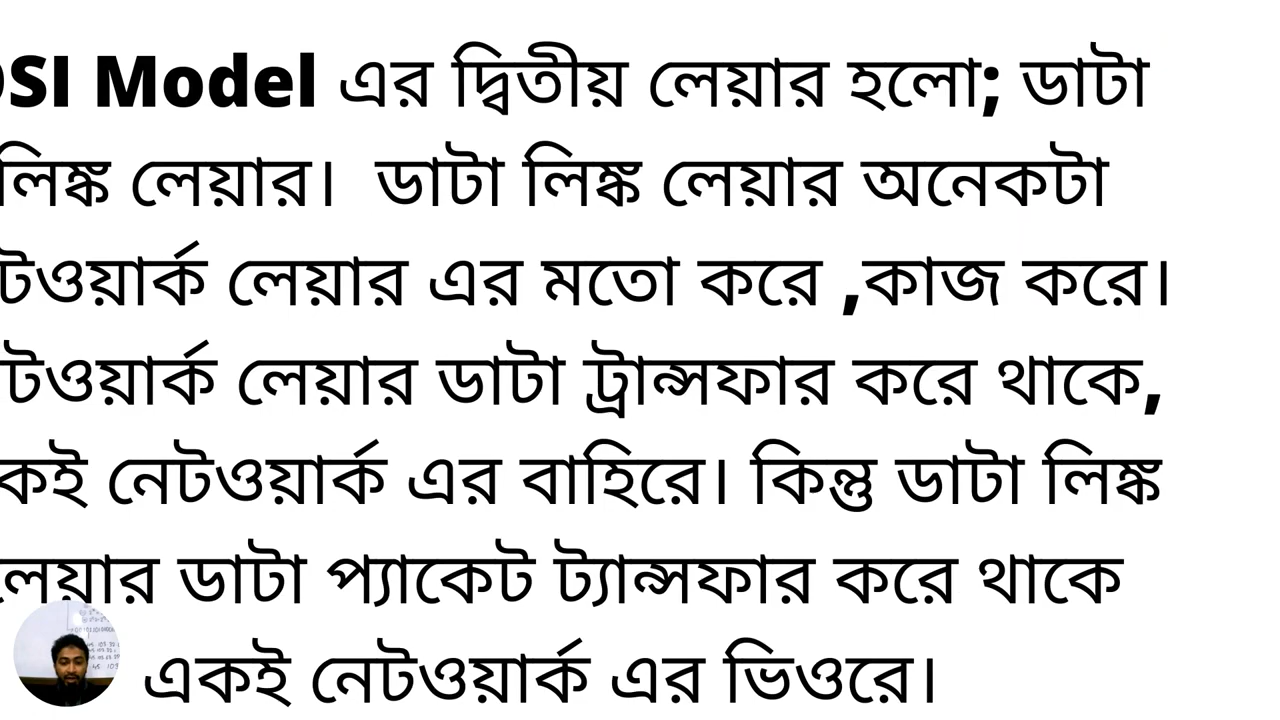 OSI Model এর দ্বিতীয় লেয়ার হলো; ডাটা
লিঙ্ক লেয়ার। ডাটা লিঙ্ক লেয়ার অনেকটা
টওয়ার্ক লেয়ার এর মতো করে ,কাজ করে।
টওয়ার্ক লেয়ার ডাটা ট্রান্সফার করে থাকে,
কই নেটওয়ার্ক এর বাহিরে। কিন্তু ডাটা লিঙ্ক
লেয়ার ডাটা প্যাকেট ট্যান্সফার করে থাকে
একই নেটওয়ার্ক এর ভিওরে।